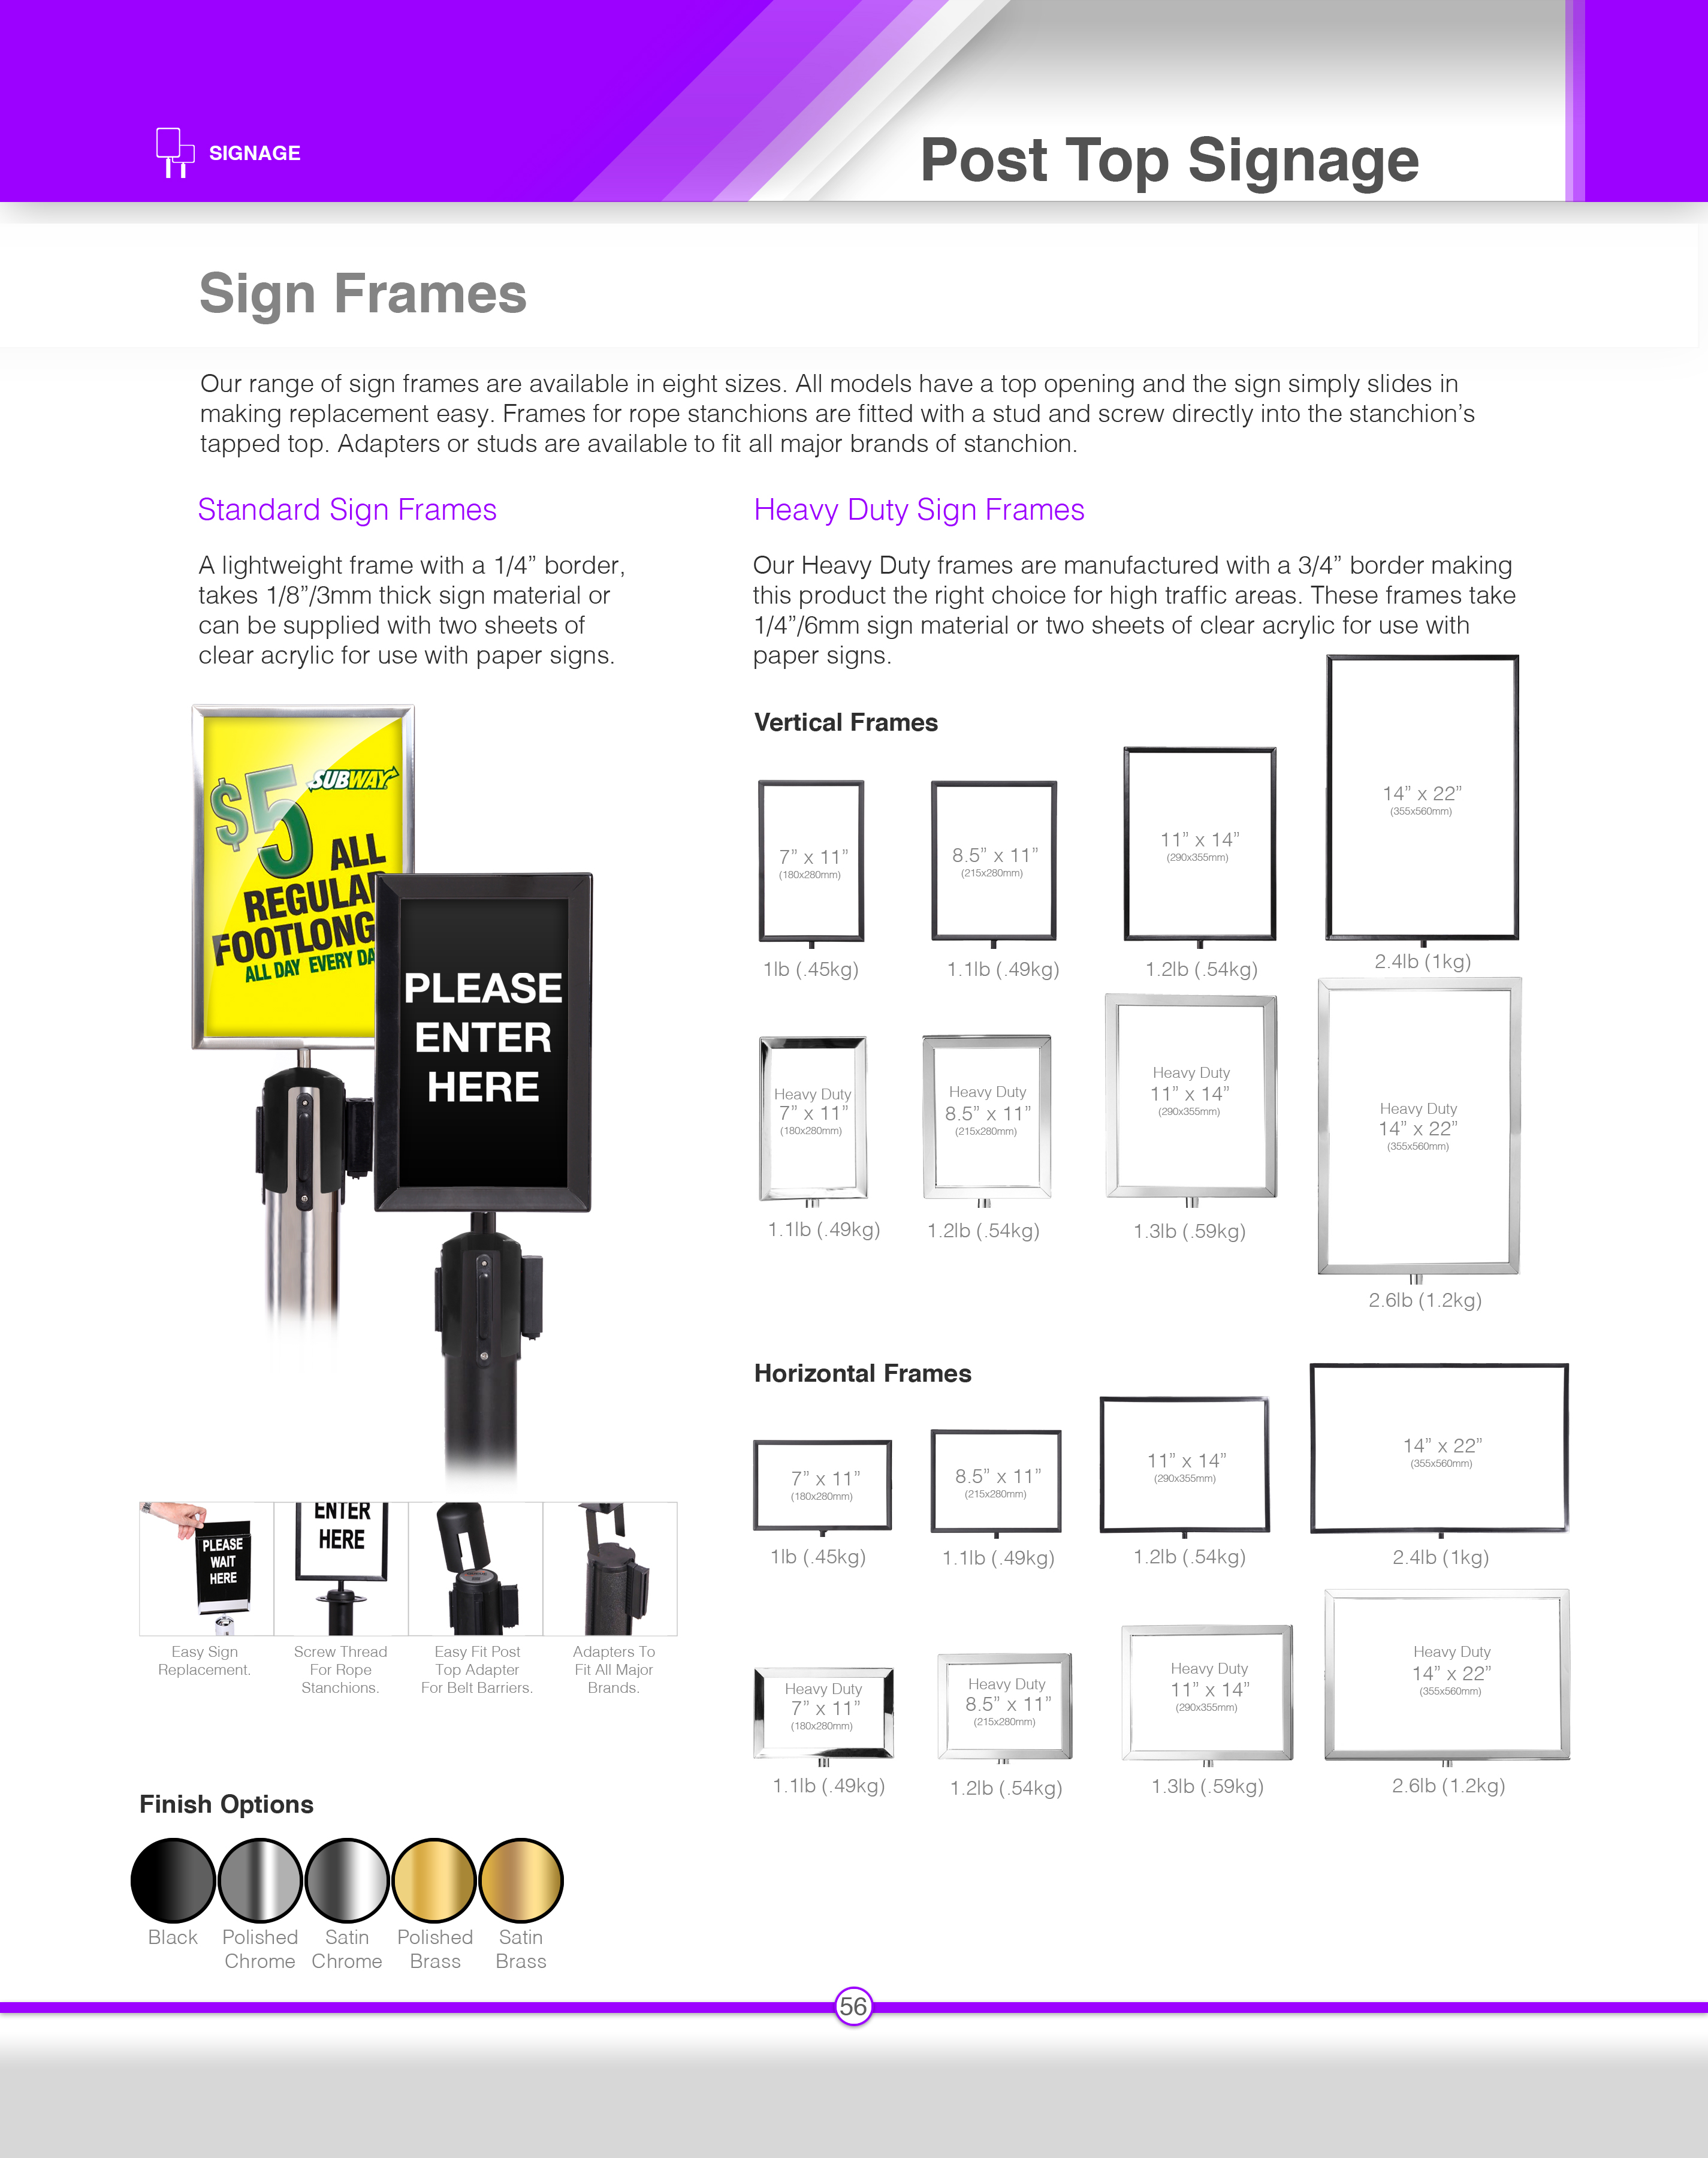 SIGNAGE
Post Top Signage
Sign Frames
Our range of sign frames are available in eight sizes. All models have a top opening and the sign simply slides in
making replacement easy. Frames for rope stanchions are fitted with a stud and screw directly into the stanchion’s
tapped top. Adapters or studs are available to fit all major brands of stanchion.
Standard Sign Frames
A lightweight frame with a 1/4” border,
takes 1/8”/3mm thick sign material or
can be supplied with two sheets of
clear acrylic for use with paper signs.
Heavy Duty Sign Frames
Our Heavy Duty frames are manufactured with a 3/4” border making
this product the right choice for high traffic areas. These frames take
1/4”/6mm sign material or two sheets of clear acrylic for use with
paper signs.
$5
SUBWAY
ALL
REGULAR
FOOTLONG
ALL DAY EVERY DA
PLEASE
ENTER
HERE
Vertical Frames
7” x 11”
(180x280mm)
1lb (.45kg)
8.5” x 11”
(215x280mm)
1.1lb (.49kg)
11” x 14”
(290x355mm)
1.2lb (.54kg)
14” x 22”
(355x560mm)
2.4lb (1kg)
Heavy Duty
7” x 11”
(180x280mm)
1.1lb (.49kg)
Heavy Duty
8.5” x 11”
(215x280mm)
1.2lb (.54kg)
Heavy Duty
11” x 14”
(290x355mm)
1.3lb (.59kg)
Heavy Duty
14” x 22”
(355x560mm)
2.6lb (1.2kg)
Horizontal Frames
7” x 11”
(180x280mm)
1lb (.45kg)
8.5” x 11”
(215x280mm)
1.1lb (.49kg)
11” x 14”
(290x355mm)
1.2lb (.54kg)
14” x 22”
(355x560mm)
2.4lb (1kg)
Heavy Duty
7” x 11”
(180x280mm)
1.1lb (.49kg)
Heavy Duty
8.5” x 11”
(215x280mm)
1.2lb (.54kg)
Heavy Duty
11” x 14”
(290x355mm)
1.3lb (.59kg)
Heavy Duty
14” x 22”
(355x560mm)
2.6lb (1.2kg)
PLEASE
WAIT
HERE
ENTER
HERE
Easy Sign
Replacement.
Screw Thread
For Rope
Stanchions.
Easy Fit Post
Top Adapter
For Belt Barriers.
Adapters To
Fit All Major
Brands.
Finish Options
Black
Polished
Chrome
Satin
Chrome
Polished
Brass
Satin
Brass
56